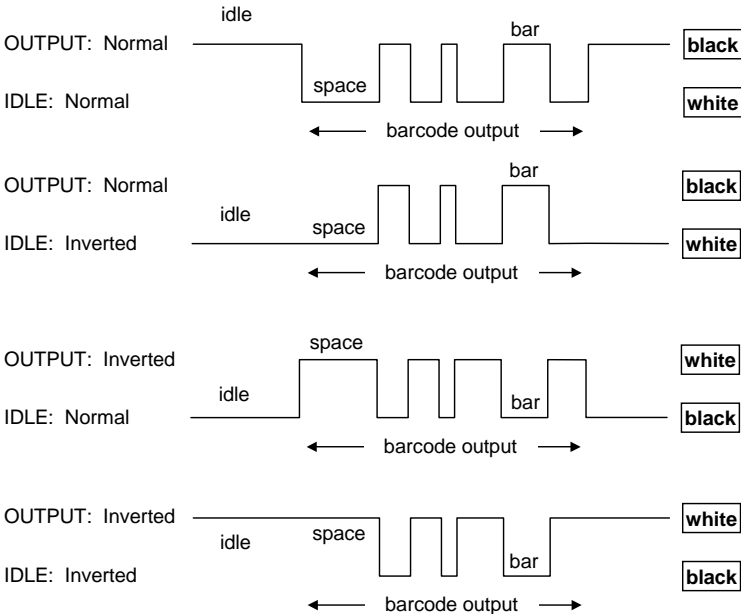 idle
bar
OUTPUT: Normal black
space
IDLE: Normal white
barcode output
bar
OUTPUT: Normal black
idle
space
IDLE: Inverted white
barcode output
space
OUTPUT: Inverted white
idle
bar
IDLE: Normal black
barcode output
OUTPUT: Inverted white
idle
space
bar
IDLE: Inverted black
barcode output